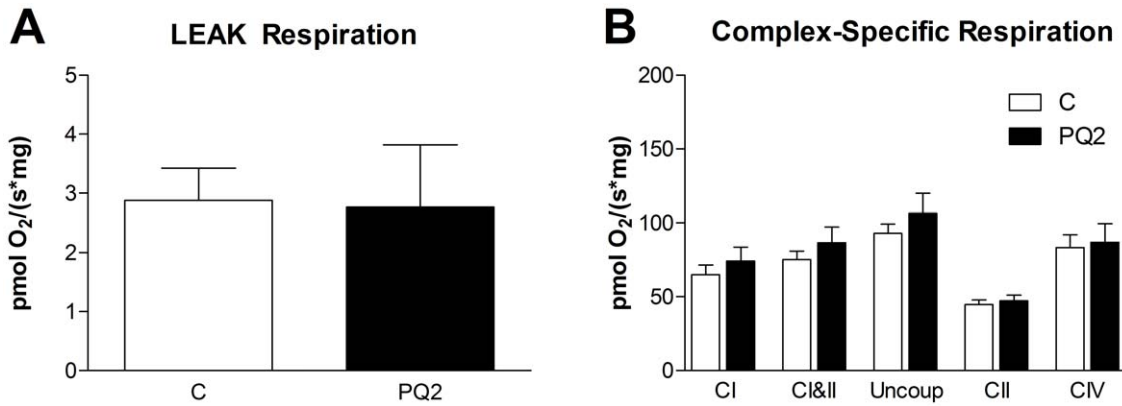 A
LEAK Respiration
pmol O₂/(s*mg)
5
4
3
2
1
0
C
PQ2
B
Complex-Specific Respiration
pmol O₂/(s*mg)
200
150
100
50
0
C
PQ2
CI
CI&II
Uncoup
CII
CIV